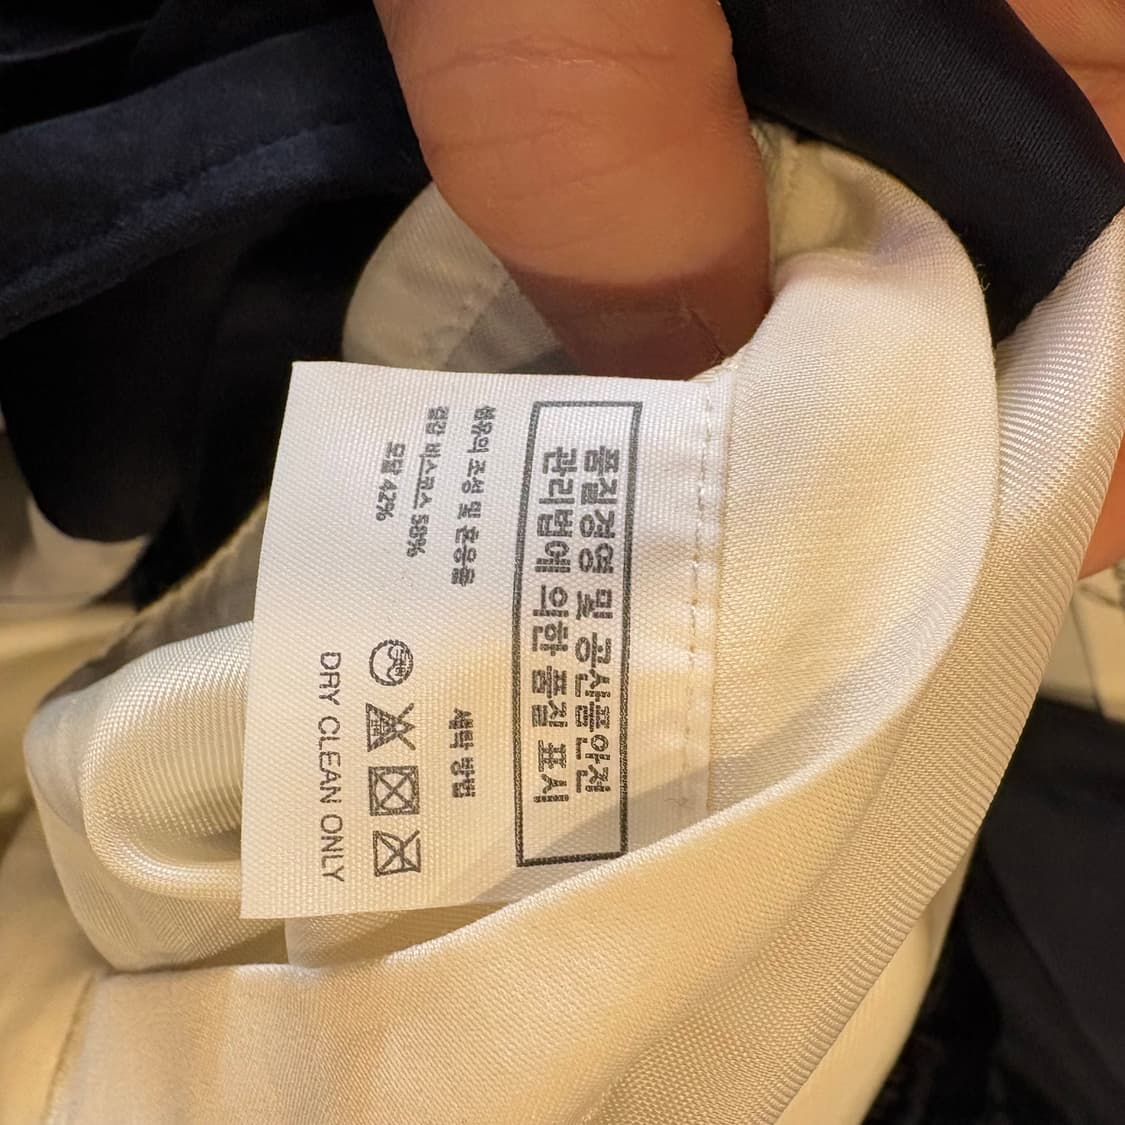 품질경영 및 공산품안전
관리법에 의한 품질 표시
섬유의 조성 및 혼용율
겉감 비스코스 58%
모달 42%
세탁 방법
DRY CLEAN ONLY